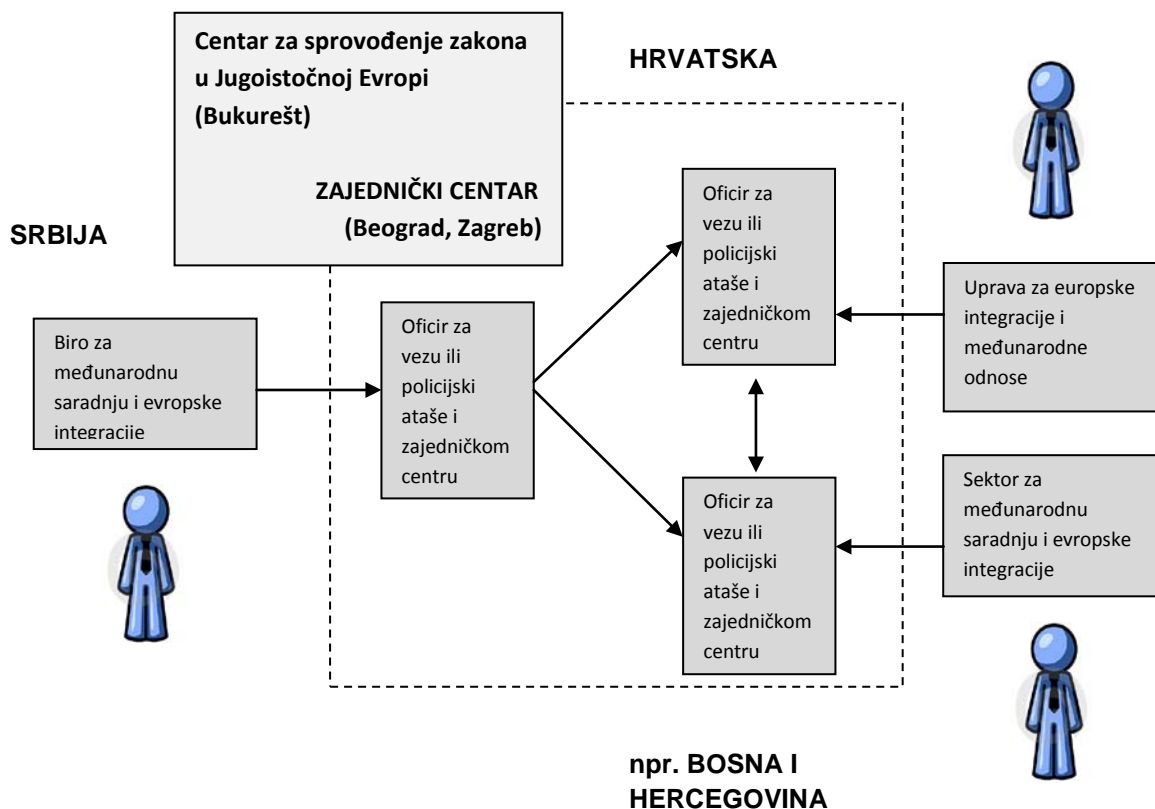 Centar za sprovođenje zakona
u Jugoistočnoj Evropi
(Bukurešt)
ZAJEDNIČKI CENTAR
(Beograd, Zagreb)
HRVATSKA
SRBIJA
Biro za
međunarodnu
saradnju i evropske
integracije
Oficir za
vezu ili
policijski
ataše i
zajedničkom
centru
Oficir za
vezu ili
policijski
ataše i
zajedničkom
centru
Uprava za europske
integracije i
međunarodne
odnose
Oficir za
vezu ili
policijski
ataše i
zajedničkom
centru
Sektor za
međunarodnu
saradnju i evropske
integracije
npr. BOSNA I
HERCEGOVINA